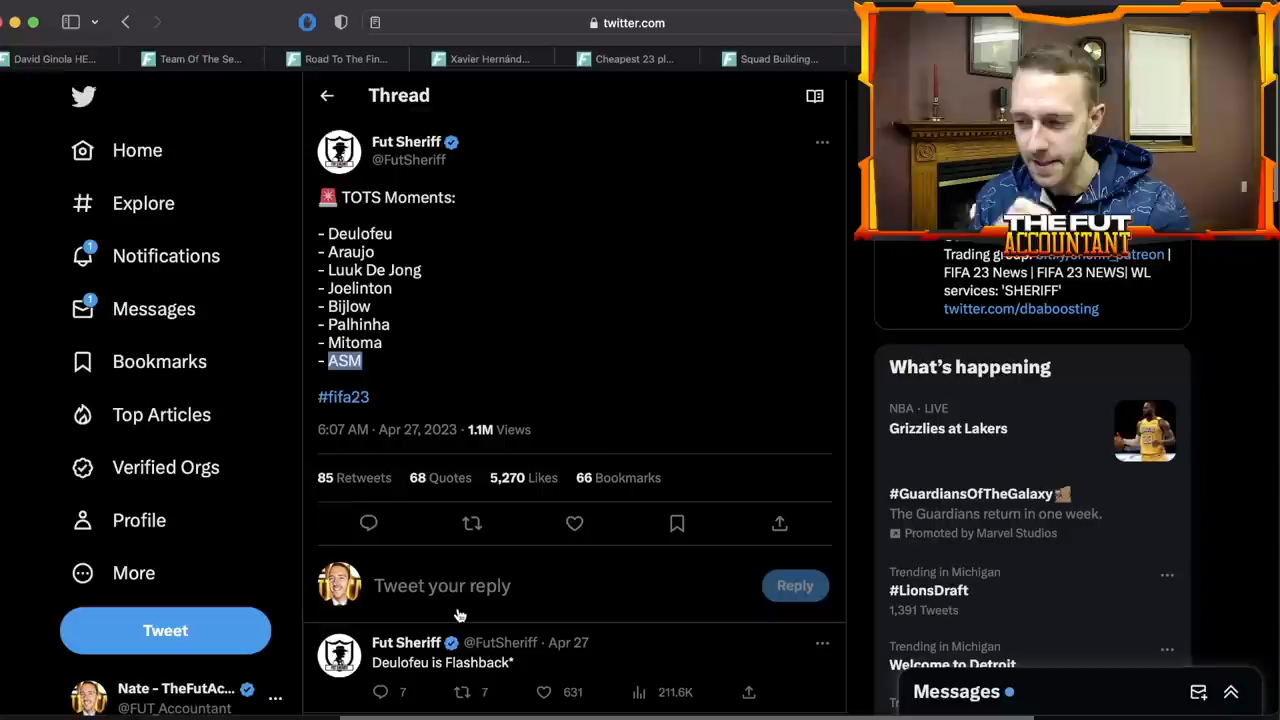 twitter.com
David Ginola HE...
Team Of The Se...
Road To The Fin...
Xavier Hernánd...
Cheapest 23 pl...
Squad Building...
Home
Explore
1
Notifications
1
Messages
Bookmarks
Top Articles
Verified Orgs
Profile
More
Tweet
Nate - TheFutAc...
@FUT_Accountant
Thread
Fut Sheriff
@FutSheriff
TOTS Moments:
- Deulofeu
- Araujo
- Luuk De Jong
- Joelinton
- Bijlow
- Palhinha
- Mitoma
- ASM
#fifa23
6:07 AM · Apr 27, 2023 · 1.1M Views
85 Retweets 68 Quotes 5,270 Likes 66 Bookmarks
Tweet your reply
Reply
Fut Sheriff @FutSheriff · Apr 27
Deulofeu is Flashback*
7 7 631 211.6K
THE FUT
ACCOUNTANT
FIFA 23 News | FIFA 23 NEWS| WL
services: 'SHERIFF'
twitter.com/dbaboosting
What's happening
NBA · LIVE
Grizzlies at Lakers
#GuardiansOfTheGalaxy
The Guardians return in one week.
Promoted by Marvel Studios
Trending in Michigan
#LionsDraft
1,391 Tweets
Trending in Michigan
Welcome to Detroit
Messages